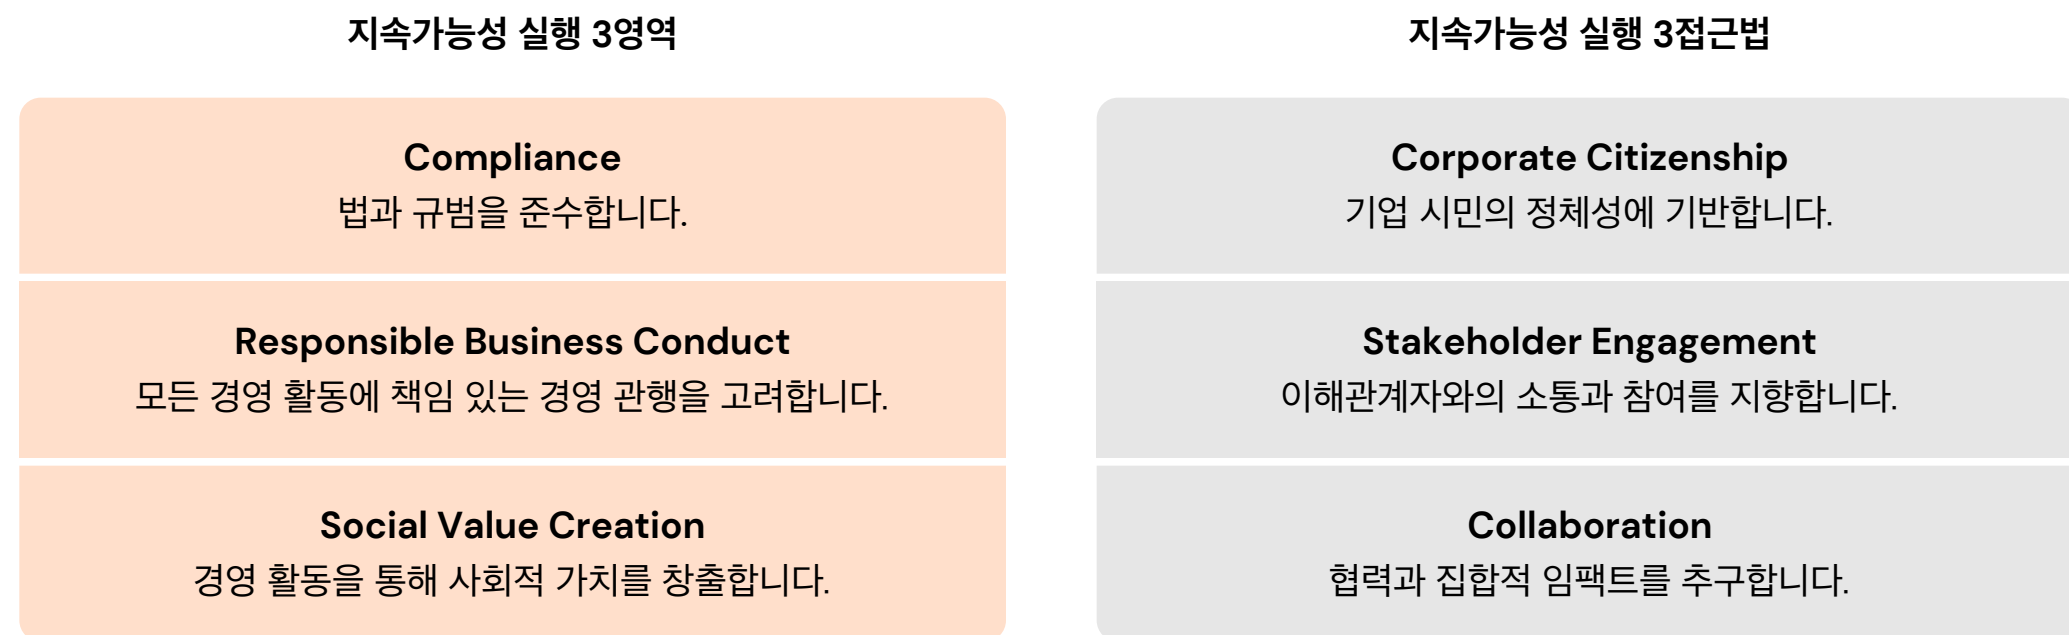 지속가능성 실행 3영역
Compliance
법과 규범을 준수합니다.
Responsible Business Conduct
모든 경영 활동에 책임 있는 경영 관행을 고려합니다.
Social Value Creation
경영 활동을 통해 사회적 가치를 창출합니다.
지속가능성 실행 3접근법
Corporate Citizenship
기업 시민의 정체성에 기반합니다.
Stakeholder Engagement
이해관계자와의 소통과 참여를 지향합니다.
Collaboration
협력과 집합적 임팩트를 추구합니다.